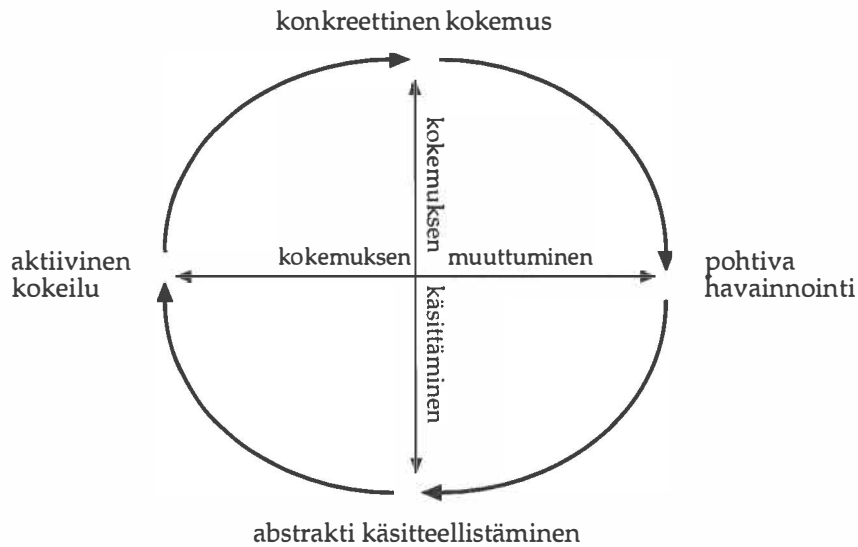 konkreettinen kokemus
kokemuksen
kokemuksen muuttuminen
aktiivinen
kokeilu
pohtiva
havainnointi
käsittäminen
abstrakti käsitteellistäminen